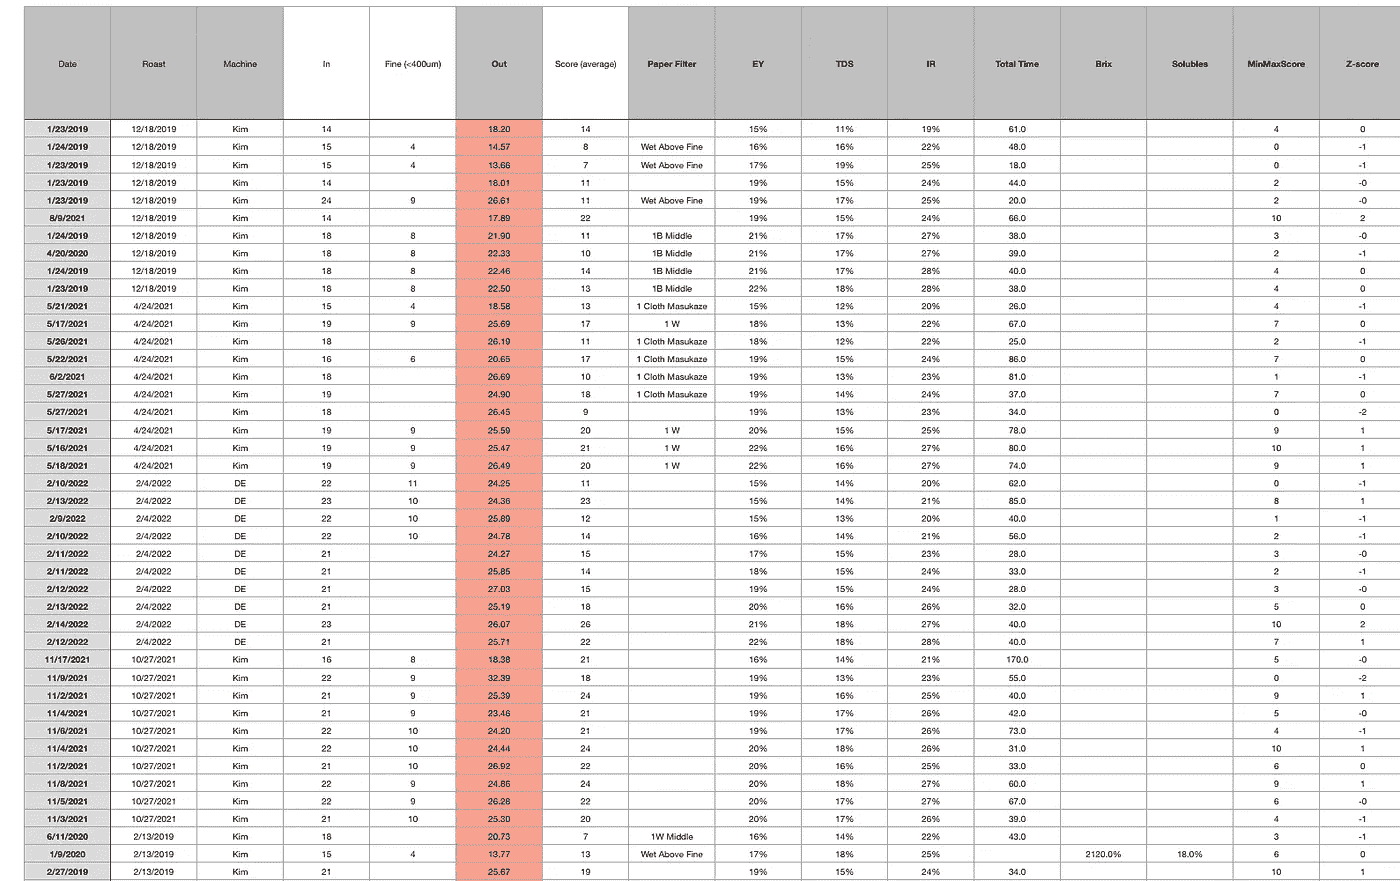 Date Roast Machine In Fine (<400um) Out Score (average) Paper Filter EY TDS IR Total Time Brix Solubles MinMaxScore Z-score
1/23/2019 12/18/2019 Kim 14 18.20 14 15% 11% 19% 61.0 4 0
1/24/2019 12/18/2019 Kim 15 4 14.57 8 Wet Above Fine 16% 16% 22% 48.0 0 -1
1/23/2019 12/18/2019 Kim 15 4 13.66 7 Wet Above Fine 17% 19% 25% 18.0 0 -1
1/23/2019 12/18/2019 Kim 14 18.01 11 19% 15% 24% 44.0 2 -0
1/23/2019 12/18/2019 Kim 24 9 26.61 11 Wet Above Fine 19% 17% 25% 20.0 2 -0
8/9/2021 12/18/2019 Kim 14 17.89 22 19% 15% 24% 66.0 10 2
1/24/2019 12/18/2019 Kim 18 8 21.90 11 1B Middle 21% 17% 27% 38.0 3 -0
4/20/2020 12/18/2019 Kim 18 8 22.33 10 1B Middle 21% 17% 27% 39.0 2 -1
1/24/2019 12/18/2019 Kim 18 8 22.46 14 1B Middle 21% 17% 28% 40.0 4 0
1/23/2019 12/18/2019 Kim 18 8 22.50 13 1B Middle 22% 18% 28% 38.0 4 0
5/21/2021 4/24/2021 Kim 15 4 18.58 13 1 Cloth Masukaze 15% 12% 20% 26.0 4 -1
5/17/2021 4/24/2021 Kim 19 9 25.69 17 1 W 18% 13% 22% 67.0 7 0
5/26/2021 4/24/2021 Kim 18 26.19 11 1 Cloth Masukaze 18% 12% 22% 25.0 2 -1
5/22/2021 4/24/2021 Kim 16 6 20.65 17 1 Cloth Masukaze 19% 15% 24% 86.0 7 0
6/2/2021 4/24/2021 Kim 18 26.69 10 1 Cloth Masukaze 19% 13% 23% 81.0 1 -1
5/27/2021 4/24/2021 Kim 19 24.90 18 1 Cloth Masukaze 19% 14% 24% 37.0 7 0
5/27/2021 4/24/2021 Kim 18 26.45 9 19% 13% 23% 34.0 0 -2
5/17/2021 4/24/2021 Kim 19 9 25.59 20 1 W 20% 15% 25% 78.0 9 1
5/16/2021 4/24/2021 Kim 19 9 25.47 21 1 W 22% 16% 27% 80.0 10 1
5/18/2021 4/24/2021 Kim 19 9 26.49 20 1 W 22% 16% 27% 74.0 9 1
2/10/2022 2/4/2022 DE 22 11 24.25 11 15% 14% 20% 62.0 0 -1
2/13/2022 2/4/2022 DE 23 10 24.36 23 15% 14% 21% 85.0 8 1
2/9/2022 2/4/2022 DE 22 10 25.89 12 15% 13% 20% 40.0 1 -1
2/10/2022 2/4/2022 DE 22 10 24.78 14 16% 14% 21% 56.0 2 -1
2/11/2022 2/4/2022 DE 21 24.27 15 17% 15% 23% 28.0 3 -0
2/11/2022 2/4/2022 DE 21 25.85 14 18% 15% 24% 33.0 2 -1
2/12/2022 2/4/2022 DE 21 27.03 15 19% 15% 24% 28.0 3 -0
2/13/2022 2/4/2022 DE 21 25.19 18 20% 16% 26% 32.0 5 0
2/14/2022 2/4/2022 DE 23 26.07 26 21% 18% 27% 40.0 10 2
2/12/2022 2/4/2022 DE 21 25.71 22 22% 18% 28% 40.0 7 1
11/17/2021 10/27/2021 Kim 16 8 18.38 21 16% 14% 21% 170.0 5 -0
11/9/2021 10/27/2021 Kim 22 9 32.39 18 19% 13% 23% 55.0 0 -2
11/2/2021 10/27/2021 Kim 21 9 25.39 24 19% 16% 25% 40.0 9 1
11/4/2021 10/27/2021 Kim 21 9 23.46 21 19% 17% 26% 42.0 5 -0
11/6/2021 10/27/2021 Kim 22 10 24.20 21 19% 17% 26% 73.0 4 -1
11/4/2021 10/27/2021 Kim 22 10 24.44 24 20% 18% 26% 31.0 10 1
11/2/2021 10/27/2021 Kim 21 10 26.92 22 20% 16% 25% 33.0 6 0
11/8/2021 10/27/2021 Kim 22 9 24.86 24 20% 18% 27% 60.0 9 1
11/5/2021 10/27/2021 Kim 22 9 26.28 22 20% 17% 27% 67.0 6 -0
11/3/2021 10/27/2021 Kim 21 10 25.30 20 20% 17% 26% 39.0 4 -1
6/11/2020 2/13/2019 Kim 18 20.73 7 1W Middle 16% 14% 22% 43.0 3 -1
1/9/2020 2/13/2019 Kim 15 4 13.77 13 Wet Above Fine 17% 18% 25% 2120.0% 18.0% 6 0
2/27/2019 2/13/2019 Kim 21 25.67 19 19% 15% 24% 34.0 10 1